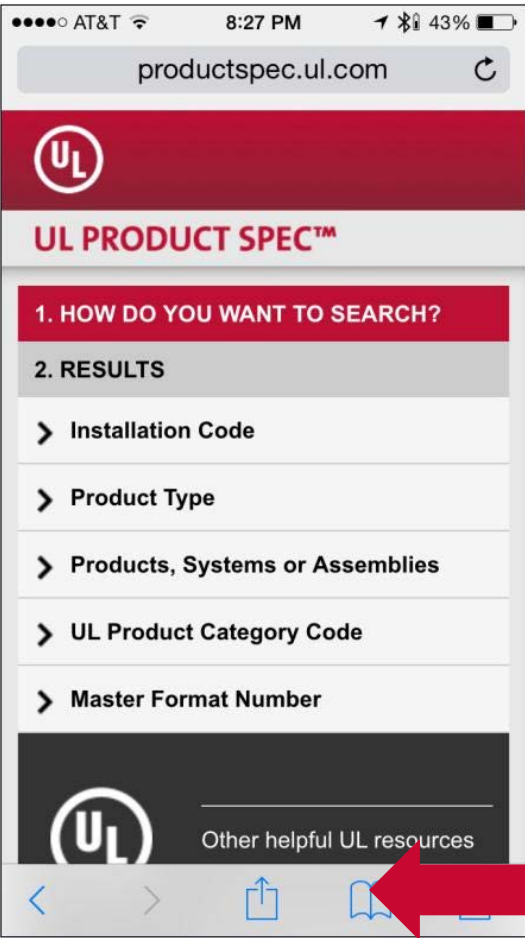 AT&T 8:27 PM 43%
productspec.ul.com
UL
UL PRODUCT SPEC™
1. HOW DO YOU WANT TO SEARCH?
2. RESULTS
Installation Code
Product Type
Products, Systems or Assemblies
UL Product Category Code
Master Format Number
UL
Other helpful UL resources